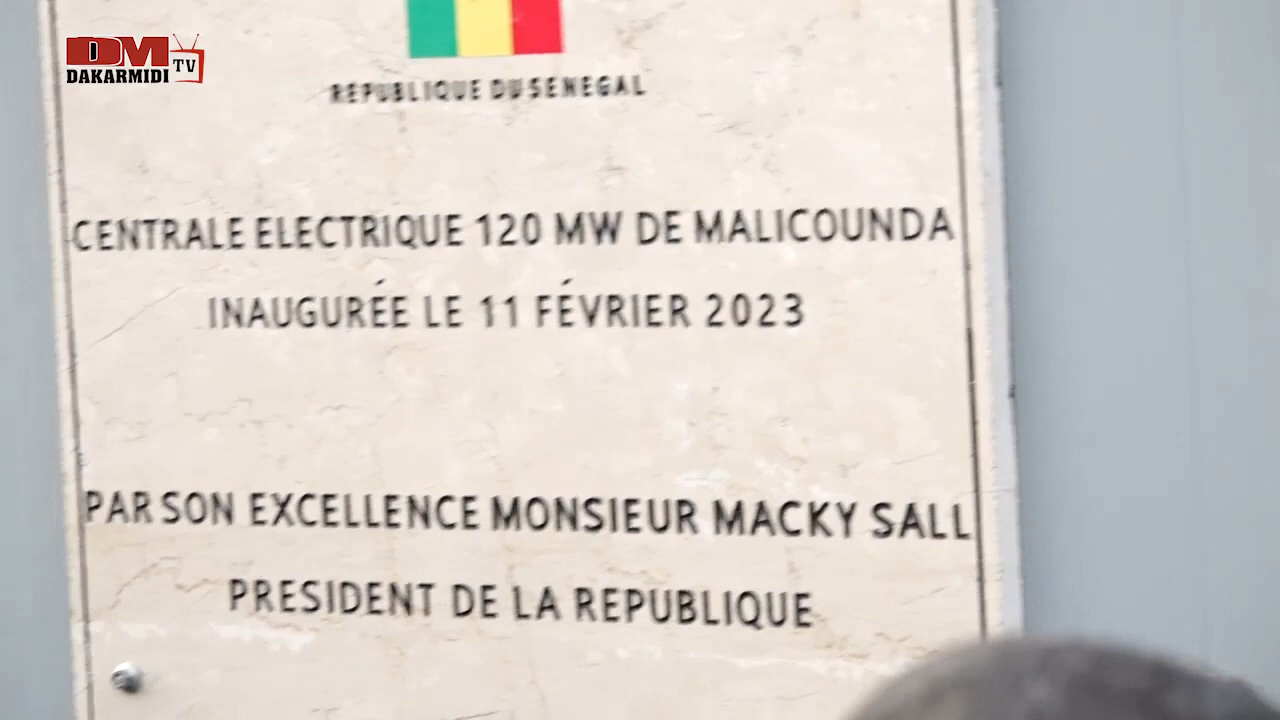 DM
DAKARMIDI TV
REPUBLIQUE DU SENEGAL
CENTRALE ELECTRIQUE 120 MW DE MALICOUNDA
INAUGURÉE LE 11 FÉVRIER 2023
PAR SON EXCELLENCE MONSIEUR MACKY SALL
PRESIDENT DE LA REPUBLIQUE